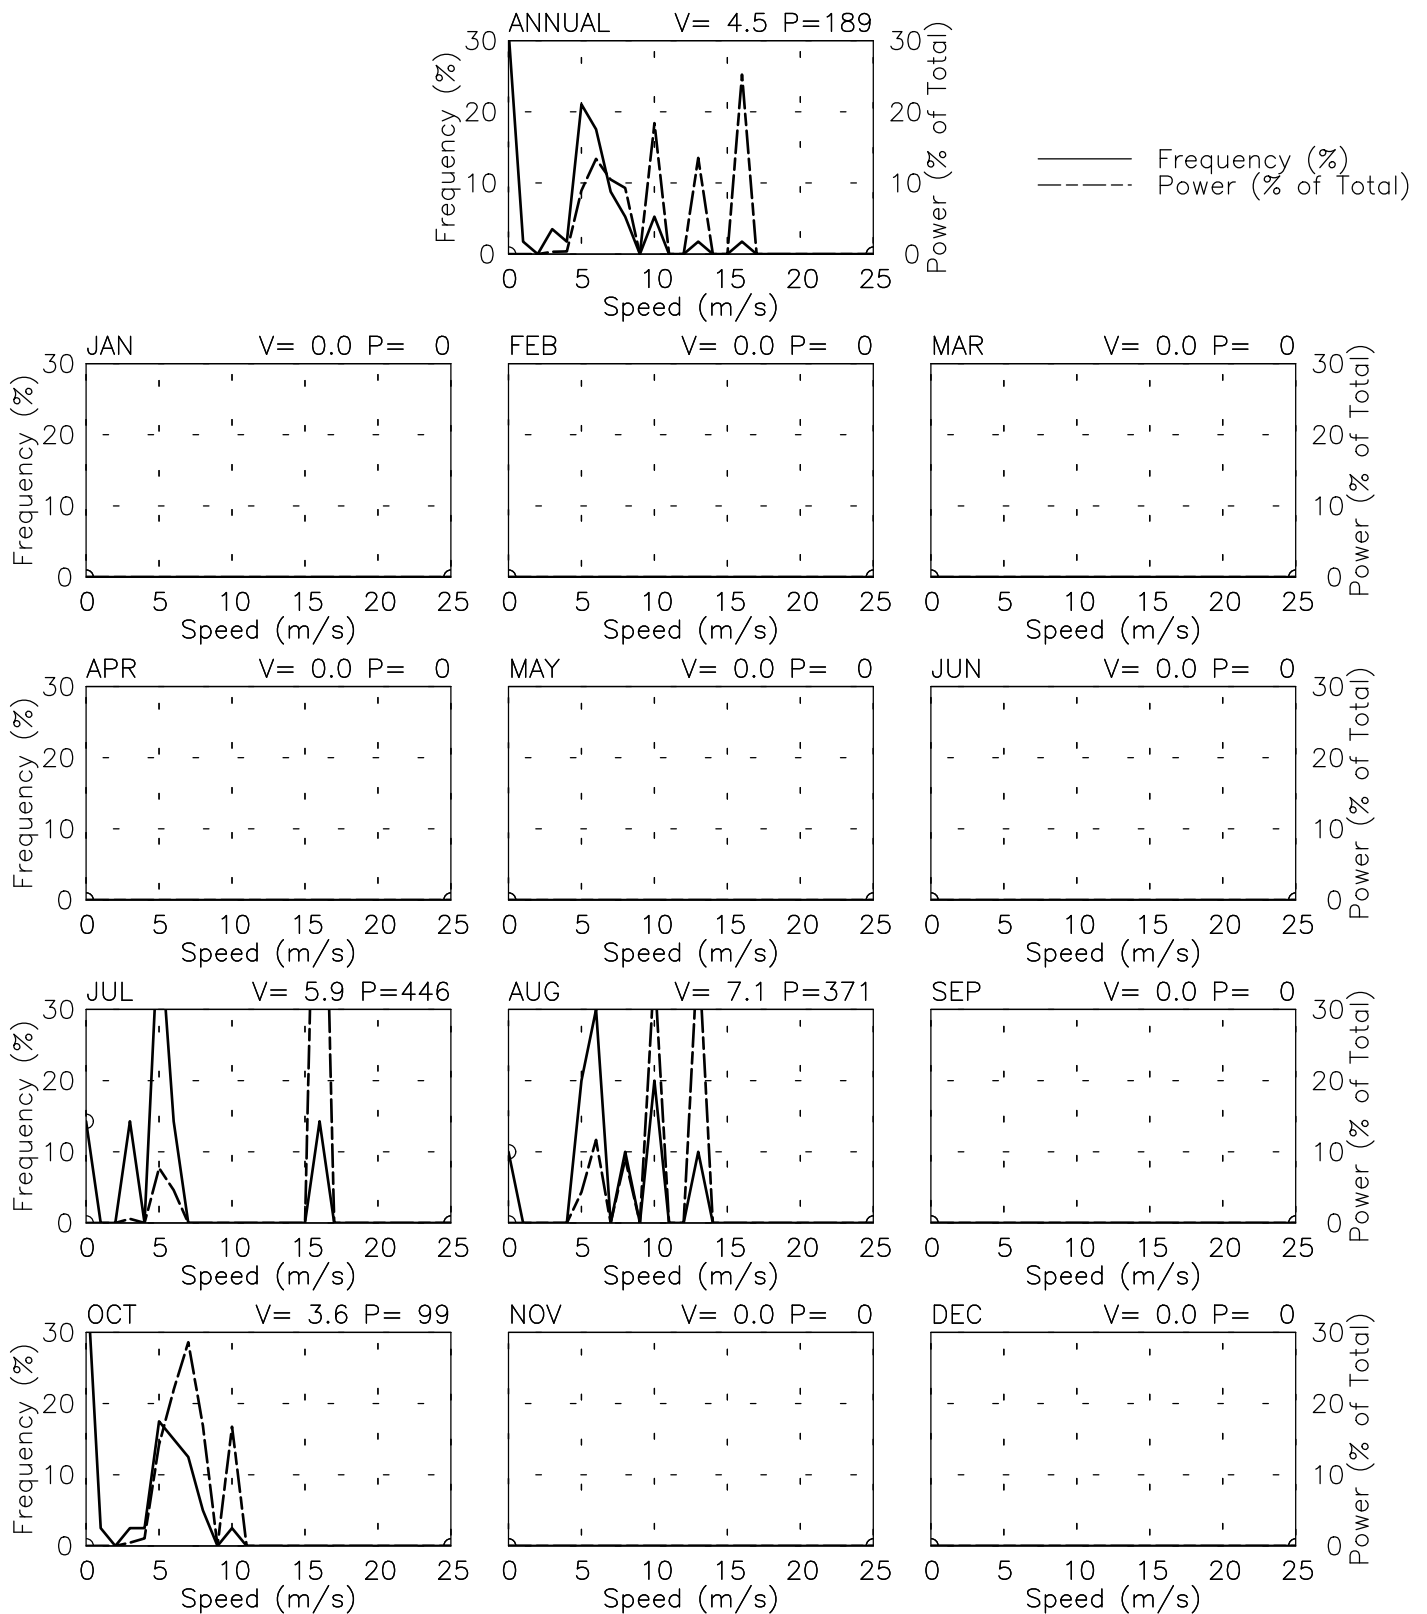 ANNUAL V= 4.5 P=189
30 30
20 20
10 10
0 0
Frequency (%)
Power (% of Total)
0 5 10 15 20 25
Speed (m/s)
Frequency (%)
Power (% of Total)
JAN V= 0.0 P= 0
FEB V= 0.0 P= 0
MAR V= 0.0 P= 0
30 30
20 20
10 10
0 0
Frequency (%)
Power (% of Total)
0 5 10 15 20 25
0 5 10 15 20 25
0 5 10 15 20 25
Speed (m/s)
Speed (m/s)
Speed (m/s)
APR V= 0.0 P= 0
MAY V= 0.0 P= 0
JUN V= 0.0 P= 0
30 30
20 20
10 10
0 0
Frequency (%)
Power (% of Total)
0 5 10 15 20 25
0 5 10 15 20 25
0 5 10 15 20 25
Speed (m/s)
Speed (m/s)
Speed (m/s)
JUL V= 5.9 P=446
AUG V= 7.1 P=371
SEP V= 0.0 P= 0
30 30
20 20
10 10
0 0
Frequency (%)
Power (% of Total)
0 5 10 15 20 25
0 5 10 15 20 25
0 5 10 15 20 25
Speed (m/s)
Speed (m/s)
Speed (m/s)
OCT V= 3.6 P= 99
NOV V= 0.0 P= 0
DEC V= 0.0 P= 0
30 30
20 20
10 10
0 0
Frequency (%)
Power (% of Total)
0 5 10 15 20 25
0 5 10 15 20 25
0 5 10 15 20 25
Speed (m/s)
Speed (m/s)
Speed (m/s)